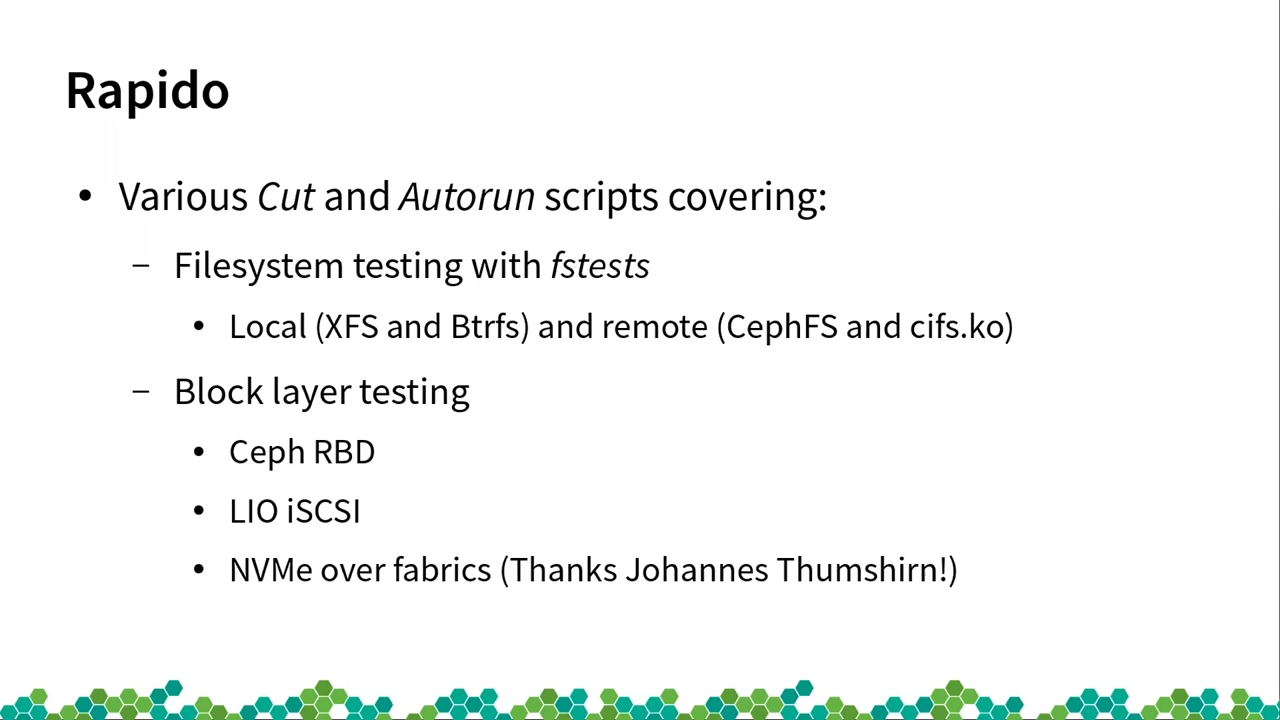 Rapido
• Various Cut and Autorun scripts covering:
– Filesystem testing with fstests
• Local (XFS and Btrfs) and remote (CephFS and cifs.ko)
– Block layer testing
• Ceph RBD
• LIO iSCSI
• NVMe over fabrics (Thanks Johannes Thumshirn!)